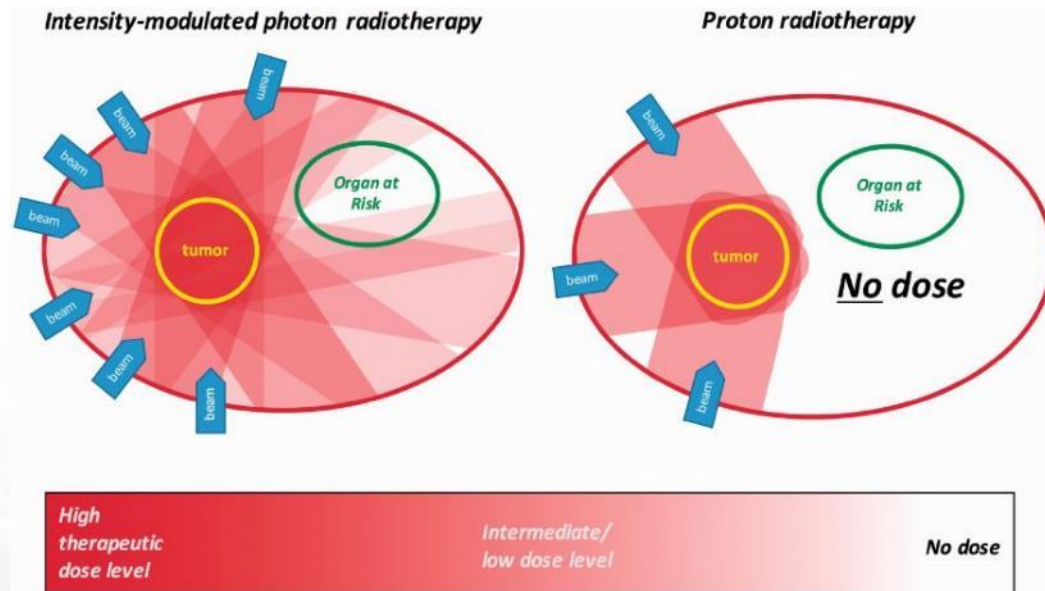 Intensity-modulated photon radiotherapy
Proton radiotherapy
beam
beam
beam
beam
beam
beam
beam
Organ at
Risk
tumor
beam
beam
beam
Organ at
Risk
tumor
No dose
High
therapeutic
dose level
Intermediate/
low dose level
No dose